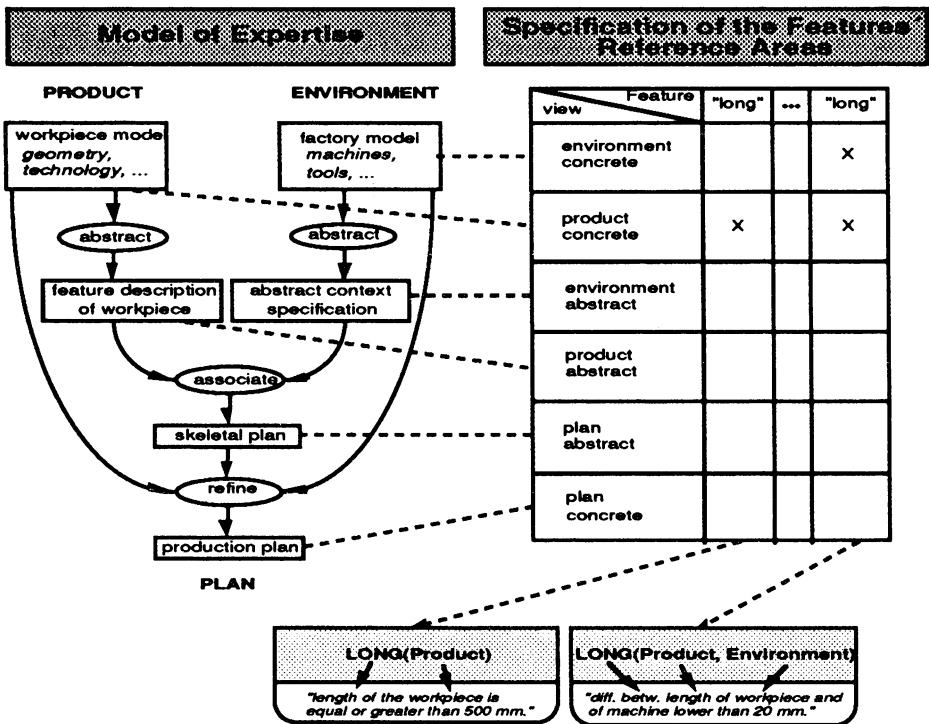 Model of Expertise
Specification of the Features'
Reference Areas
PRODUCT
ENVIRONMENT
workpiece mode
geometry,
technology, ...
factory model
machines,
tools, ...
abstract
abstract
feature description
of workpiece
abstract context
specification
associate
skeletal plan
refine
production plan
PLAN
Feature
view
"long"
...
"long"
environment
concrete
x
product
concrete
x
x
environment
abstract
product
abstract
plan
abstract
plan
concrete
LONG(Product)
"length of the workpiece is
equal or greater than 500 mm."
LONG(Product, Environment)
"diff. betw. length of workpiece and
of machine lower than 20 mm."